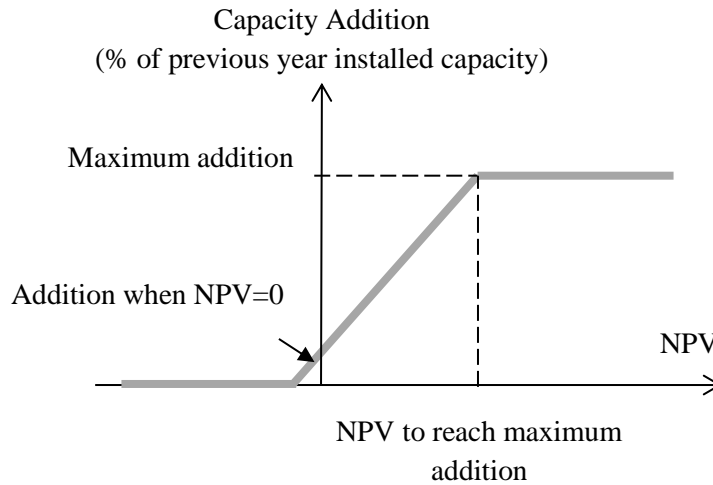 Capacity Addition
(% of previous year installed capacity)
Maximum addition
Addition when NPV=0
NPV
NPV to reach maximum
addition